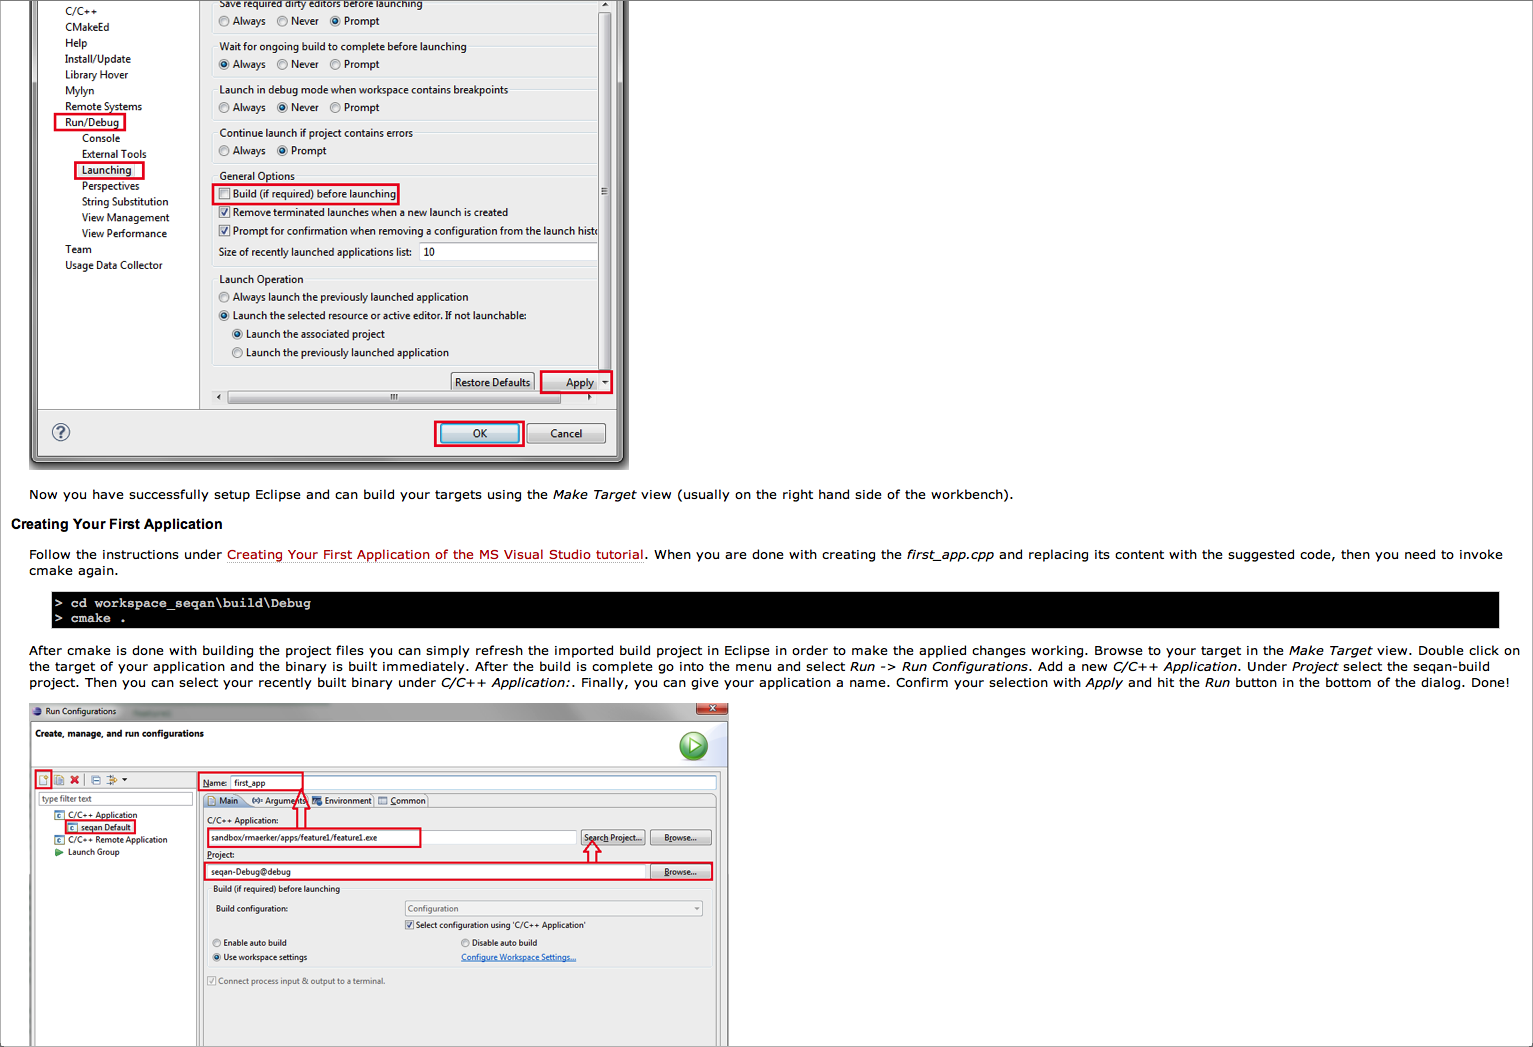 Save required dirty editors before launching
Always Never Prompt
C/C++
CMakeEd
Help
Install/Update
Library Hover
Mylyn
Remote Systems
Run/Debug
Console
External Tools
Launching
Perspectives
String Substitution
View Management
View Performance
Team
Usage Data Collector
Wait for ongoing build to complete before launching
Always Never Prompt
Launch in debug mode when workspace contains breakpoints
Always Never Prompt
Continue launch if project contains errors
Always Prompt
General Options
Build (if required) before launching
Remove terminated launches when a new launch is created
Prompt for confirmation when removing a configuration from the launch histo
Size of recently launched applications list: 10
Launch Operation
Always launch the previously launched application
Launch the selected resource or active editor. If not launchable:
Launch the associated project
Launch the previously launched application
Restore Defaults Apply
? OK Cancel
Now you have successfully setup Eclipse and can build your targets using the Make Target view (usually on the right hand side of the workbench).
Creating Your First Application
Follow the instructions under Creating Your First Application of the MS Visual Studio tutorial. When you are done with creating the first_app.cpp and replacing its content with the suggested code, then you need to invoke
cmake again.
> cd workspace_seqan\build\Debug
> cmake .
After cmake is done with building the project files you can simply refresh the imported build project in Eclipse in order to make the applied changes working. Browse to your target in the Make Target view. Double click on
the target of your application and the binary is built immediately. After the build is complete go into the menu and select Run -> Run Configurations. Add a new C/C++ Application. Under Project select the seqan-build
project. Then you can select your recently built binary under C/C++ Application:. Finally, you can give your application a name. Confirm your selection with Apply and hit the Run button in the bottom of the dialog. Done!
Run Configurations
Create, manage, and run configurations
type filter text
C/C++ Application
seqan Default
C/C++ Remote Application
Launch Group
Name: first_app
Main Arguments Environment Common
C/C++ Application:
sandbox/rmaerker/apps/feature1/feature1.exe Search Project... Browse...
Project:
seqan-Debug@debug Browse...
Build (if required) before launching
Build configuration: Configuration
Select configuration using 'C/C++ Application'
Enable auto build Disable auto build
Use workspace settings Configure Workspace Settings...
Connect process input & output to a terminal.